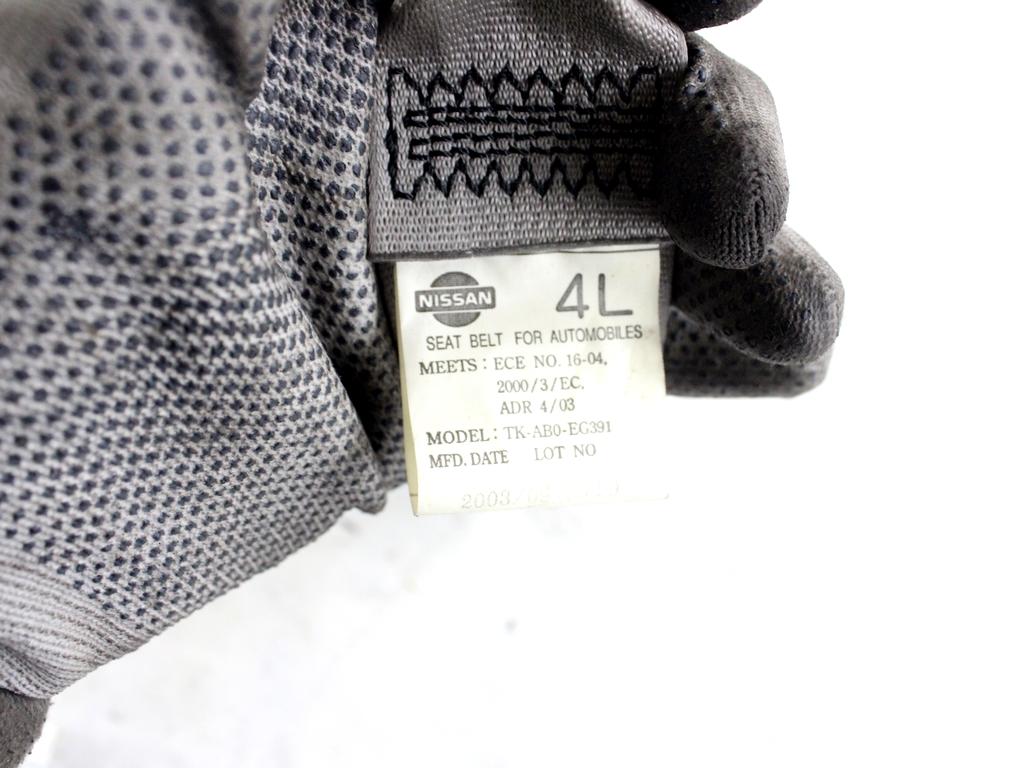 NISSAN 4L
SEAT BELT FOR AUTOMOBILES
MEETS : ECE NO. 16-04,
2000/3/EC,
ADR 4/03
MODEL : TK-AB0-EG391
MFD. DATE LOT NO